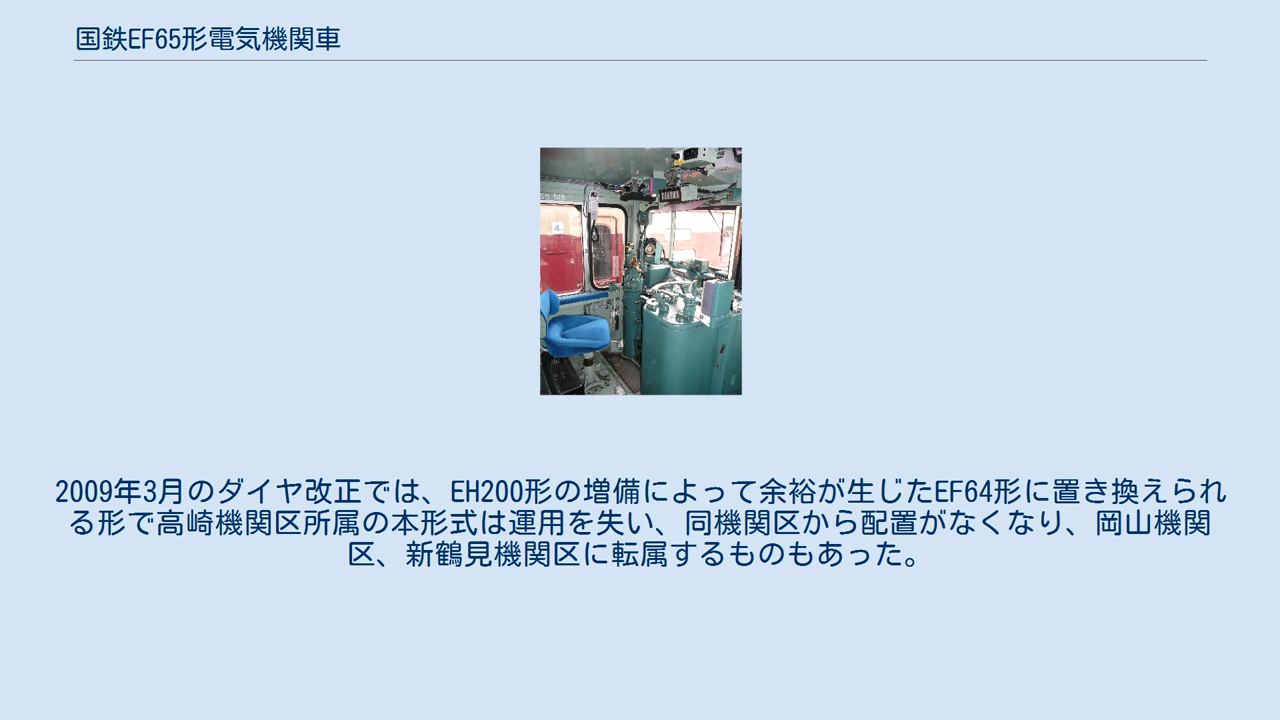 国鉄EF65形電気機関車
4
2009年3月のダイヤ改正では、EH200形の増備によって余裕が生じたEF64形に置き換えられ
る形で高崎機関区所属の本形式は運用を失い、同機関区から配置がなくなり、岡山機関
区、新鶴見機関区に転属するものもあった。